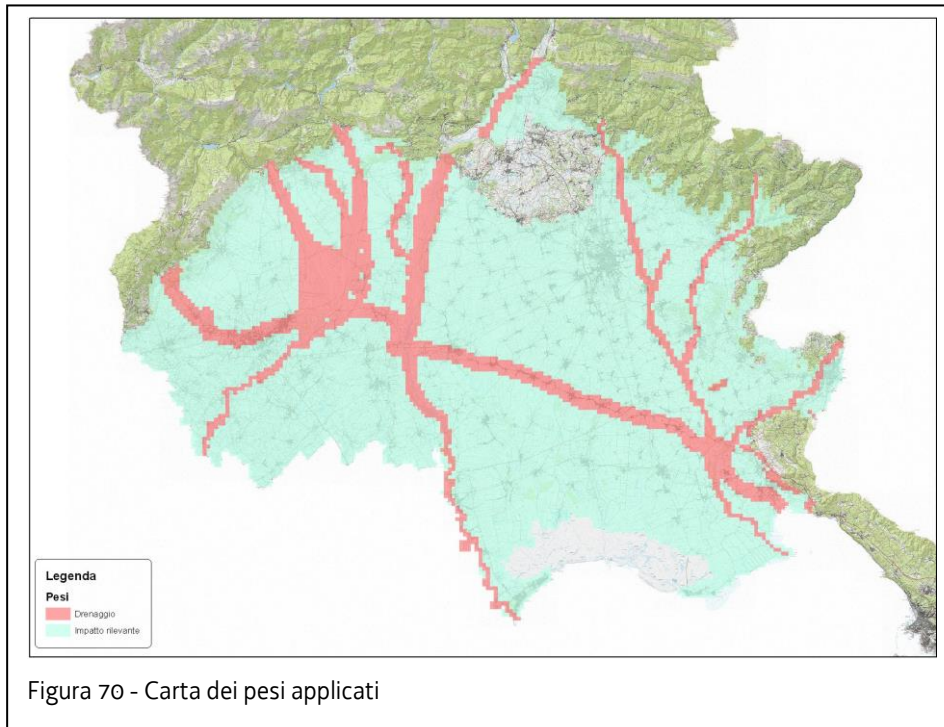 Legenda
Pesi
Drenaggio
Impatto rilevante
Figura 70 - Carta dei pesi applicati